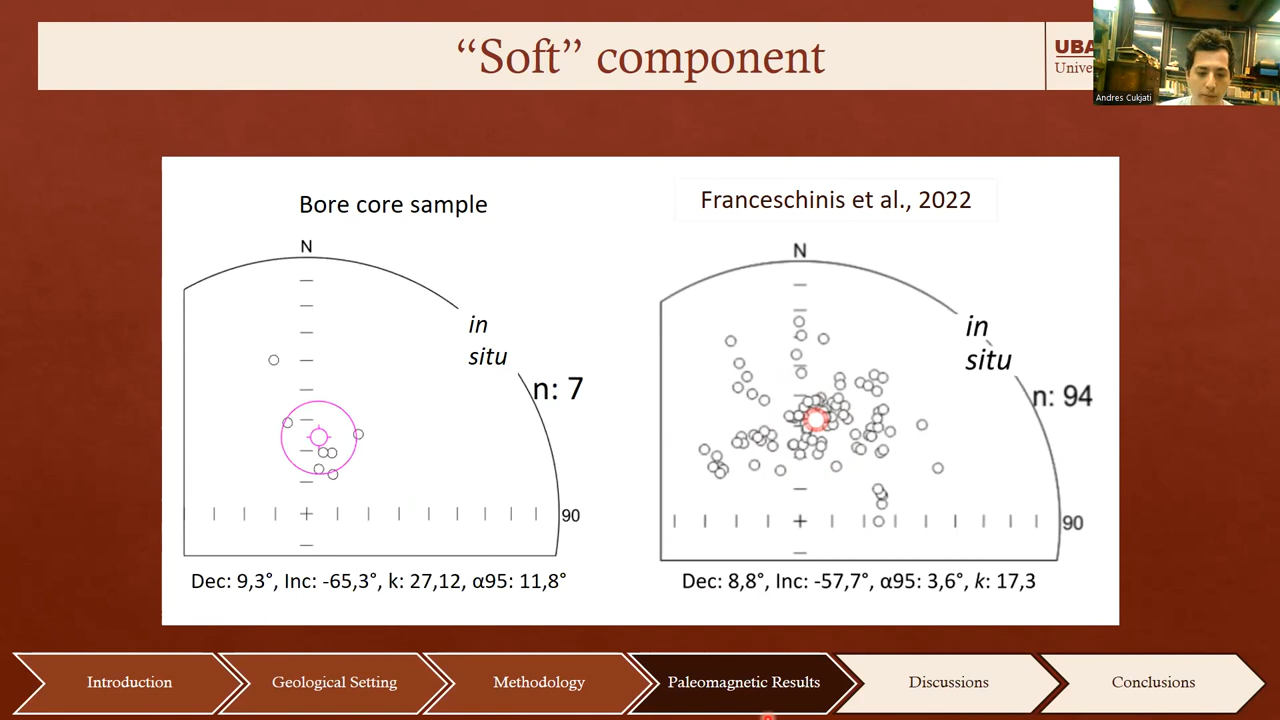 “Soft” component
UBA
Unive
Andres Cukjati
Bore core sample
Franceschinis et al., 2022
N
in
situ
n: 7
90
N
in
situ
n: 94
90
Dec: 9,3°, Inc: -65,3°, k: 27,12, α95: 11,8°
Dec: 8,8°, Inc: -57,7°, α95: 3,6°, k: 17,3
Introduction
Geological Setting
Methodology
Paleomagnetic Results
Discussions
Conclusions